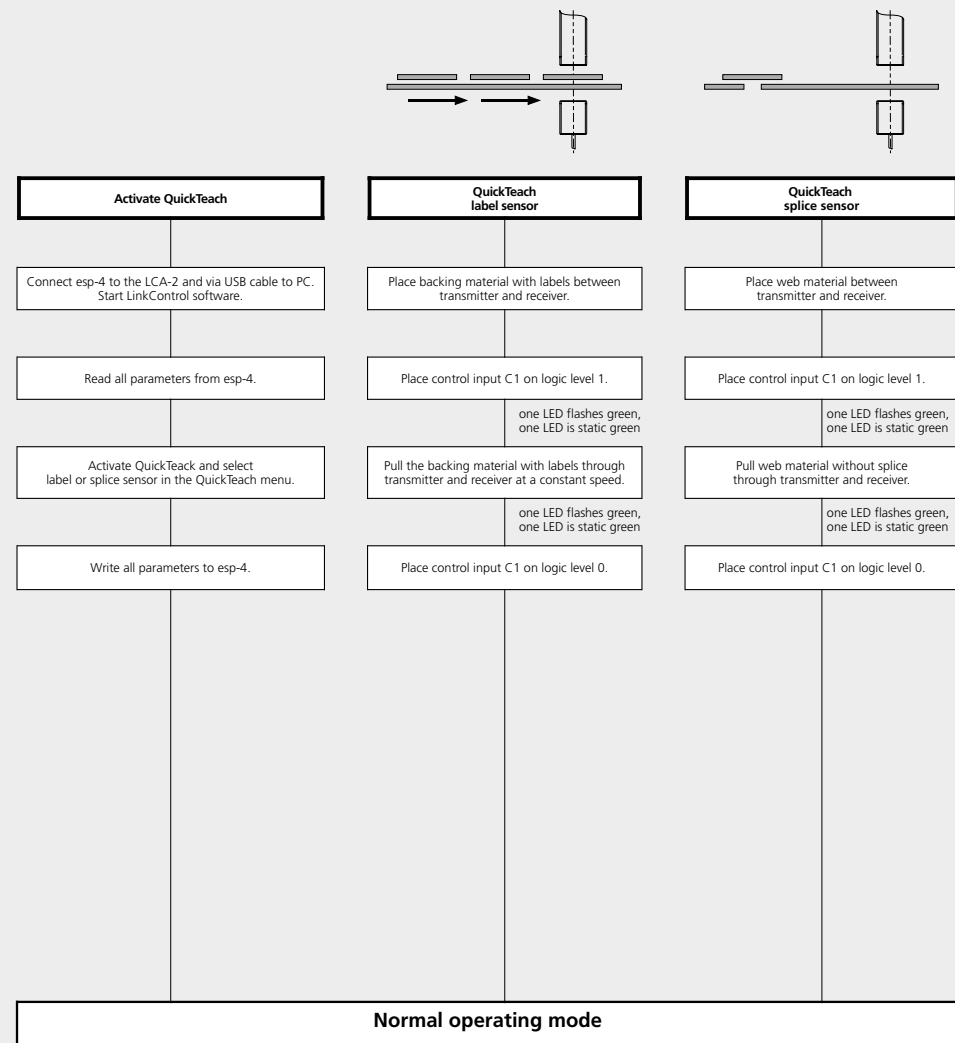 Activate QuickTeach
Connect esp-4 to the LCA-2 and via USB cable to PC.
Start LinkControl software.
Read all parameters from esp-4.
Activate QuickTeack and select
label or splice sensor in the QuickTeach menu.
Write all parameters to esp-4.
QuickTeach
label sensor
Place backing material with labels between
transmitter and receiver.
Place control input C1 on logic level 1.
one LED flashes green,
one LED is static green
Pull the backing material with labels through
transmitter and receiver at a constant speed.
one LED flashes green,
one LED is static green
Place control input C1 on logic level 0.
QuickTeach
splice sensor
Place web material between
transmitter and receiver.
Place control input C1 on logic level 1.
one LED flashes green,
one LED is static green
Pull web material without splice
through transmitter and receiver.
one LED flashes green,
one LED is static green
Place control input C1 on logic level 0.
Normal operating mode